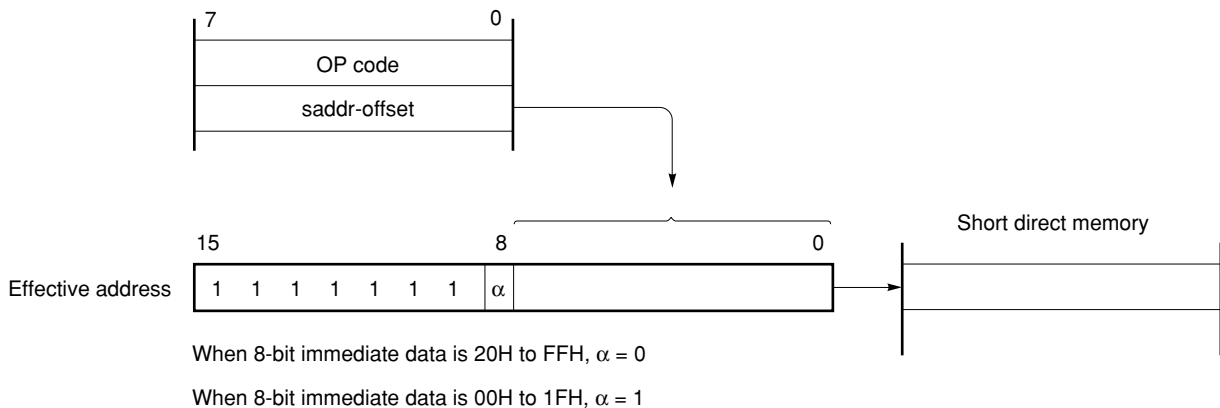 7 0
OP code
saddr-offset
Short direct memory
15 8 0
Effective address 1 1 1 1 1 1 1 α
When 8-bit immediate data is 20H to FFH, α = 0
When 8-bit immediate data is 00H to 1FH, α = 1